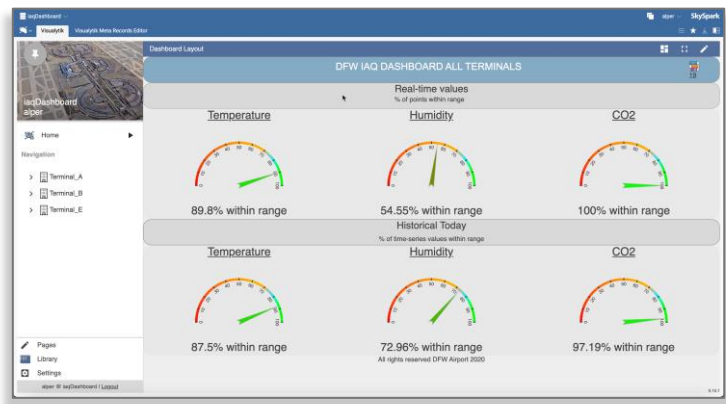 iaqDashboard
alper
SkySpark
Visualytik
Visualytik Meta Records Editor
Dashboard Layout
DFW IAQ DASHBOARD ALL TERMINALS
iaqDashboard
alper
Home
Navigation
Terminal_A
Terminal_B
Terminal_E
Real-time values
% of points within range
Temperature
Humidity
CO2
89.8% within range
54.55% within range
100% within range
Historical Today
% of time-series values within range
Temperature
Humidity
CO2
87.5% within range
72.96% within range
97.19% within range
All rights reserved DFW Airport 2020
Pages
Library
Settings
alper @ iaqDashboard | Layout